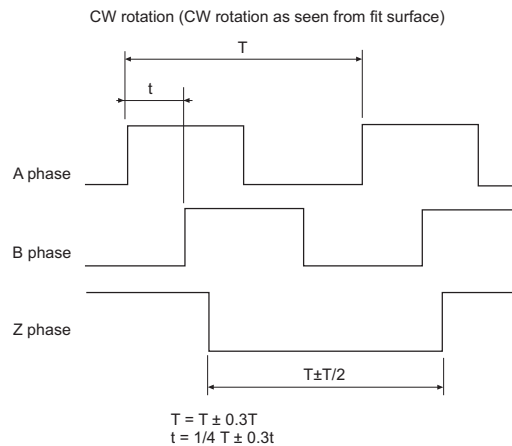 CW rotation (CW rotation as seen from fit surface)
T
t
A phase
B phase
Z phase
T±T/2
T = T ± 0.3T
t = 1/4 T ± 0.3t